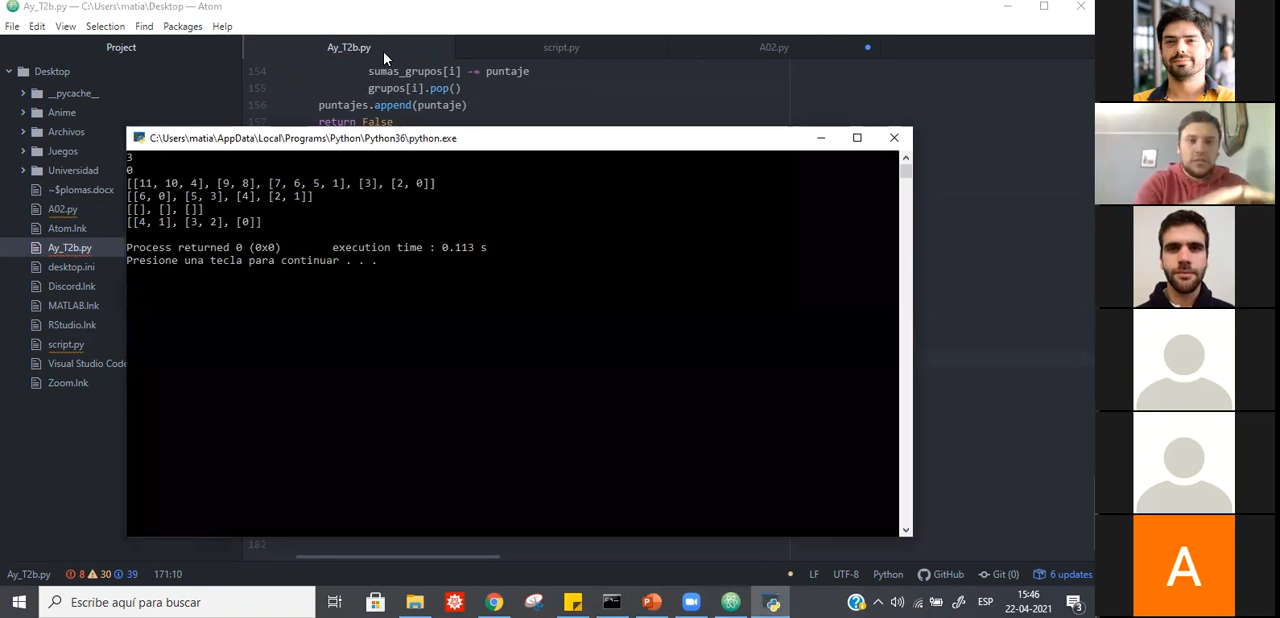 Ay_T2b.py — C:\Users\matia\Desktop — Atom
File Edit View Selection Find Packages Help
Project
Ay_T2b.py script.py A02.py
Desktop
__pycache__
Anime
Archivos
Juegos
Universidad
~$plomas.docx
A02.py
Atom.lnk
Ay_T2b.py
desktop.ini
Discord.lnk
MATLAB.lnk
RStudio.lnk
script.py
Visual Studio Code
Zoom.lnk
154 sumas_grupos[i] -= puntaje
155 grupos[i].pop()
156 puntajes.append(puntaje)
157 return False
C:\Users\matia\AppData\Local\Programs\Python\Python36\python.exe
3
0
[[11, 10, 4], [9, 8], [7, 6, 5, 1], [3], [2, 0]]
[[6, 0], [5, 3], [4], [2, 1]]
[[], [], []]
[[4, 1], [3, 2], [0]]
Process returned 0 (0x0) execution time : 0.113 s
Presione una tecla para continuar . . .
182
Ay_T2b.py 8 30 39 171:10 LF UTF-8 Python GitHub Git (0) 6 updates
Escribe aquí para buscar
ESP
15:46
22-04-2021
3
A